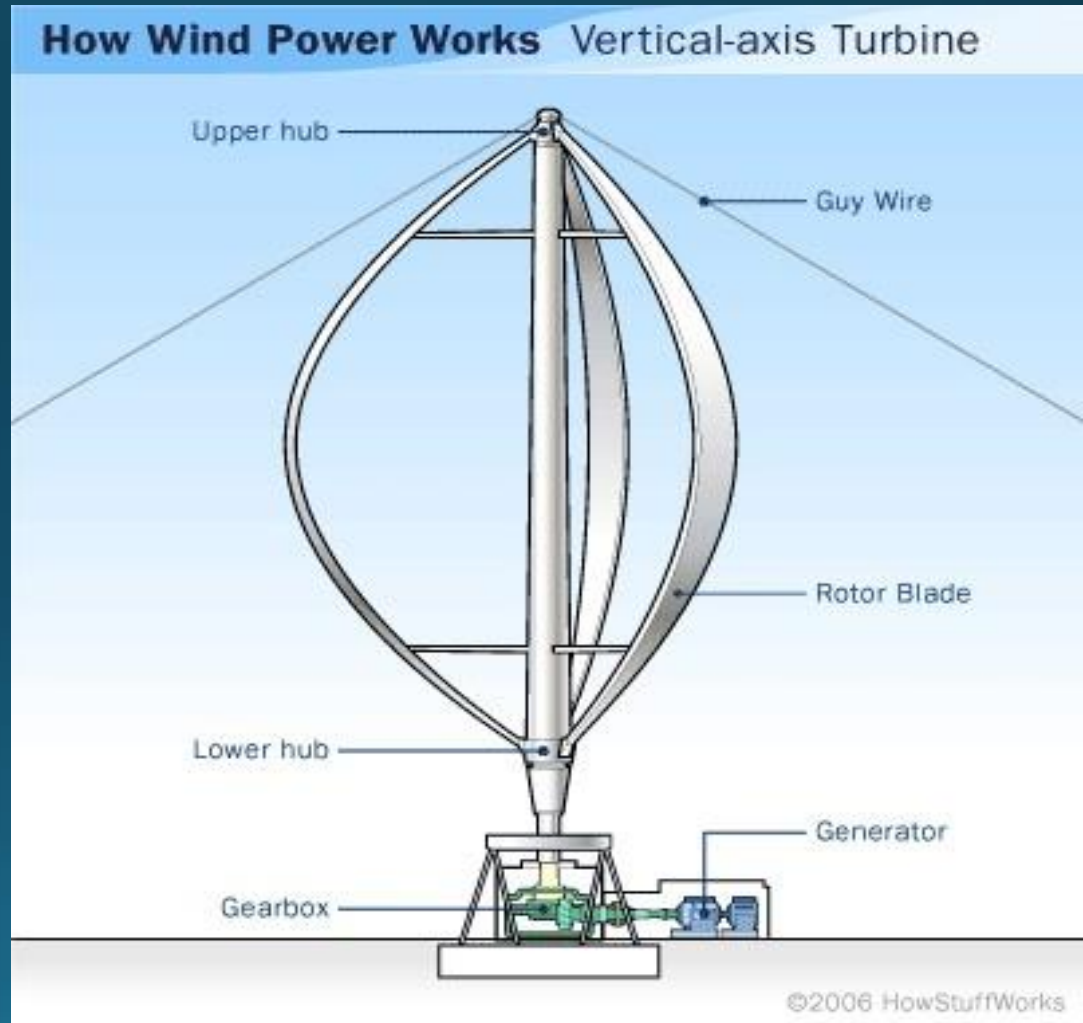 How Wind Power Works Vertical-axis Turbine
Upper hub
Guy Wire
Rotor Blade
Lower hub
Generator
Gearbox
©2006 HowStuffWorks